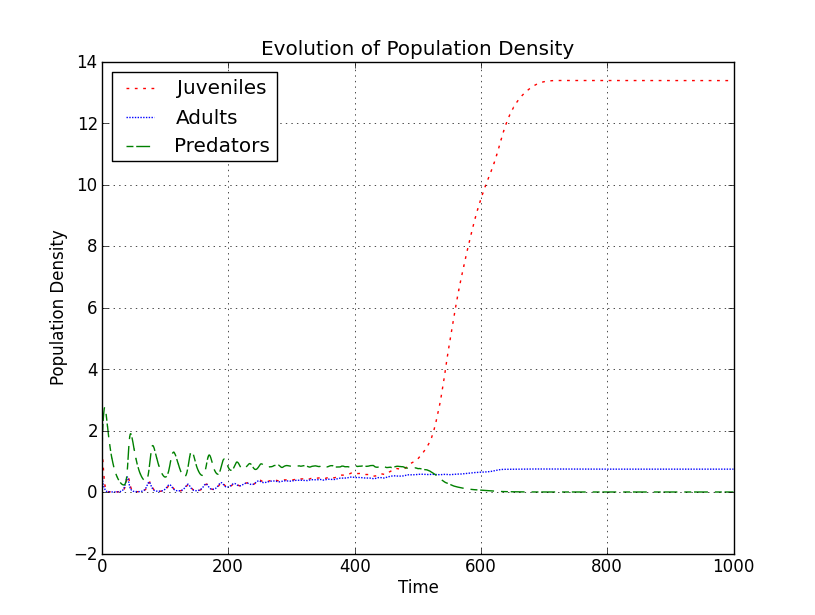 Evolution of Population Density
Juveniles
Adults
Predators
Population Density
14
12
10
8
6
4
2
0
−2
0 200 400 600 800 1000
Time